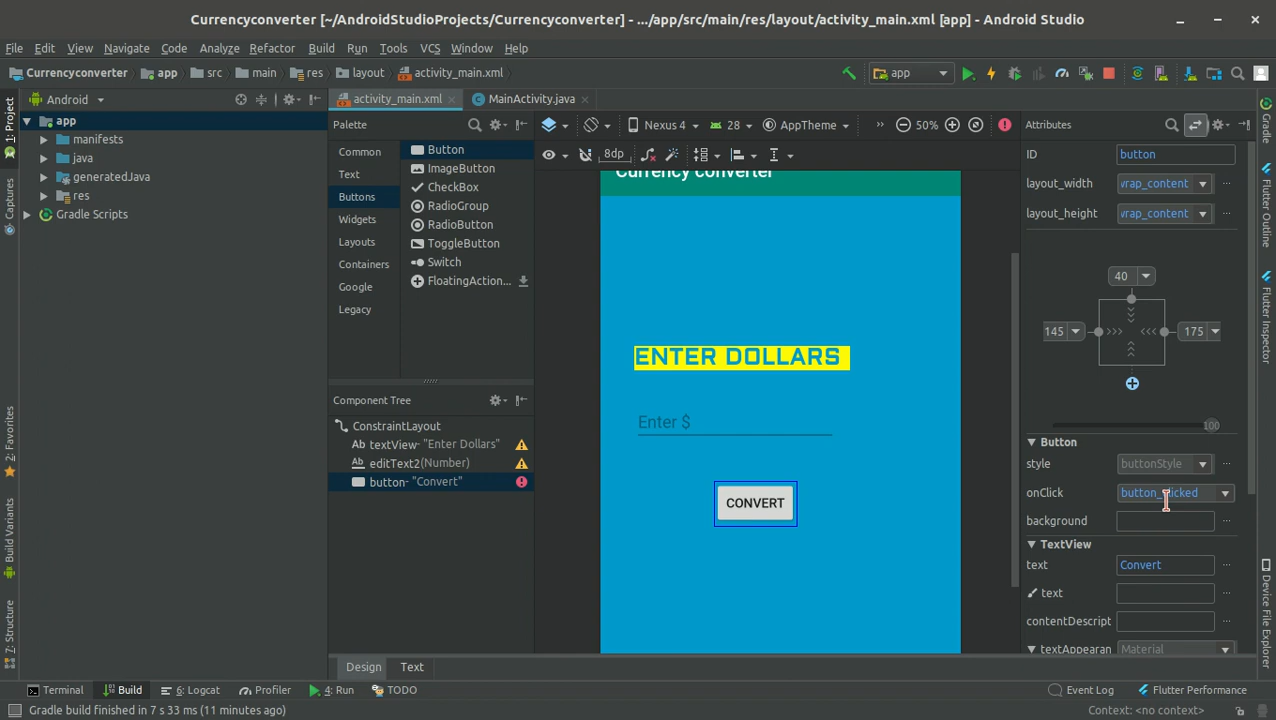 Currencyconverter [~/AndroidStudioProjects/Currencyconverter] - .../app/src/main/res/layout/activity_main.xml [app] - Android Studio
File Edit View Navigate Code Analyze Refactor Build Run Tools VCS Window Help
Currencyconverter app src main res layout activity_main.xml app
Android activity_main.xml MainActivity.java
1: Project
Captures
2: Favorites
Build Variants
7: Structure
app
manifests
java
generatedJava
res
Gradle Scripts
Palette
Common
Text
Buttons
Widgets
Layouts
Containers
Google
Legacy
Button
ImageButton
CheckBox
RadioGroup
RadioButton
ToggleButton
Switch
FloatingAction...
Component Tree
ConstraintLayout
Ab textView- "Enter Dollars"
Ab editText2(Number)
button- "Convert"
Nexus 4 28 AppTheme » 50%
8dp
Currency converter
ENTER DOLLARS
Enter $
CONVERT
Design Text
Attributes
ID button
layout_width vrap_content
layout_height vrap_content
40
145 175
100
Button
style buttonStyle
onClick button_clicked
background
TextView
text Convert
text
contentDescript
textAppearan Material
Gradle
Flutter Outline
Flutter Inspector
Device File Explorer
Terminal Build 6: Logcat Profiler 4: Run TODO Event Log Flutter Performance
Gradle build finished in 7 s 33 ms (11 minutes ago) Context: <no context>